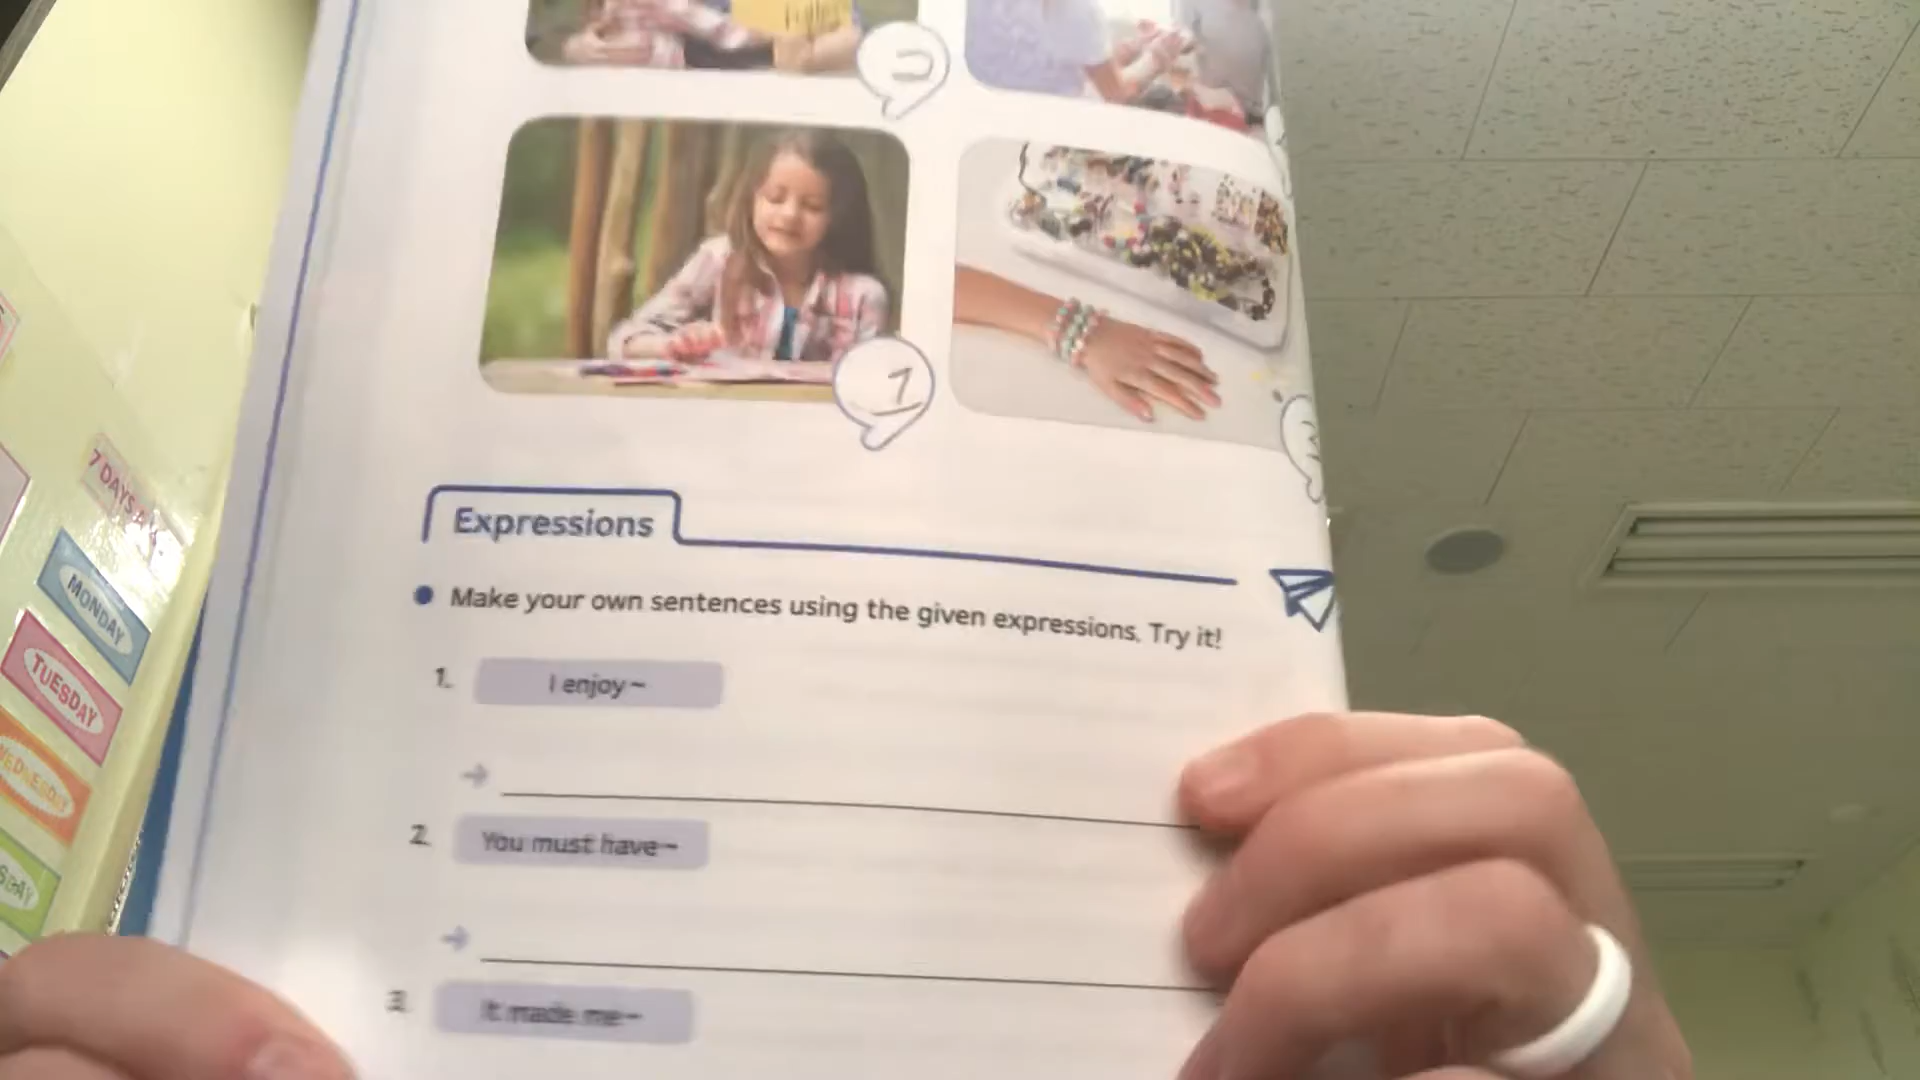 7 DAYS
MONDAY
TUESDAY
WEDNESDAY
7
Expressions
Make your own sentences using the given expressions. Try it!
1. I enjoy~
2. You must have~
3. It made me~